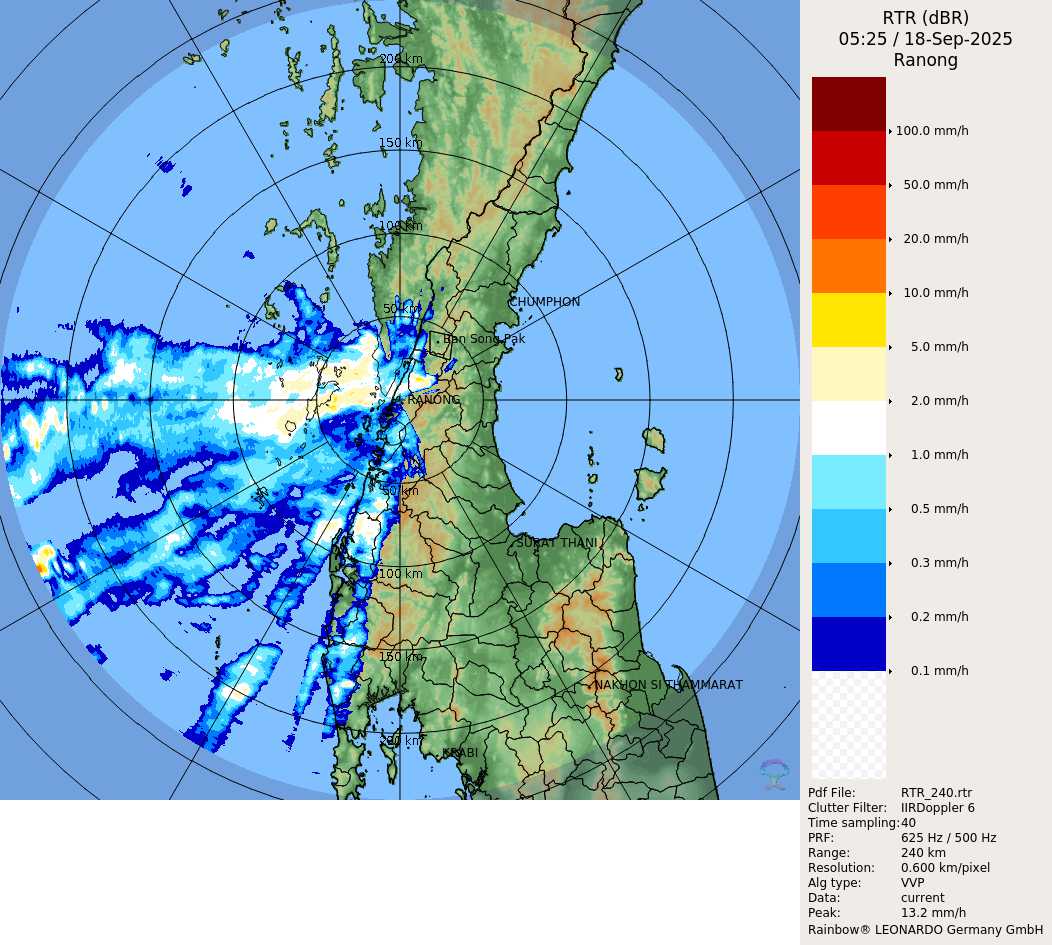 RTR (dBR)
05:25 / 18-Sep-2025
Ranong
100.0 mm/h
50.0 mm/h
20.0 mm/h
10.0 mm/h
5.0 mm/h
2.0 mm/h
1.0 mm/h
0.5 mm/h
0.3 mm/h
0.2 mm/h
0.1 mm/h
Pdf File: RTR_240.rtr
Clutter Filter: IIRDoppler 6
Time sampling:40
PRF: 625 Hz / 500 Hz
Range: 240 km
Resolution: 0.600 km/pixel
Alg type: VVP
Data: current
Peak: 13.2 mm/h
Rainbow® LEONARDO Germany GmbH
200 km
150 km
100 km
50 km
CHUMPHON
Ban Song Pak
RANONG
50 km
SURAT THANI
100 km
150 km
NAKHON SI THAMMARAT
200 km
KRABI